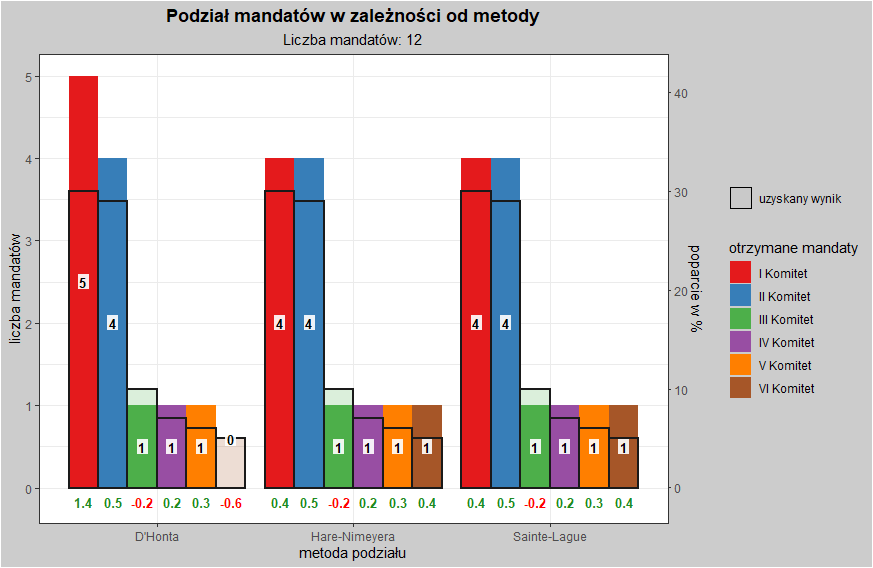 Podział mandatów w zależności od metody
Liczba mandatów: 12
liczba mandatów
5
4
3
2
1
0
40
30
20
10
0
poparcie w %
5
4
1
1
1
0
4
4
1
1
1
1
4
4
1
1
1
1
1.4 0.5 -0.2 0.2 0.3 -0.6
0.4 0.5 -0.2 0.2 0.3 0.4
0.4 0.5 -0.2 0.2 0.3 0.4
D'Honta
Hare-Nimeyera
Sainte-Lague
metoda podziału
uzyskany wynik
otrzymane mandaty
I Komitet
II Komitet
III Komitet
IV Komitet
V Komitet
VI Komitet